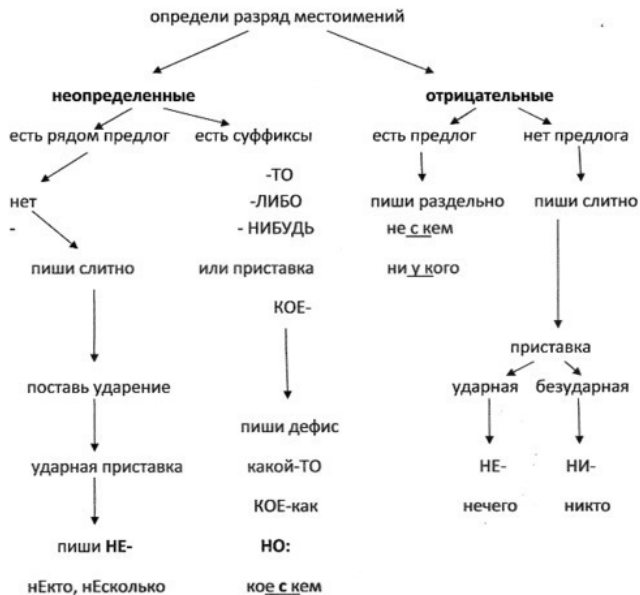 определи разряд местоимений
неопределенные
отрицательные
есть рядом предлог
есть суффиксы
есть предлог
нет предлога
-ТО
нет
-ЛИБО
пиши раздельно
пиши слитно
-
- НИБУДЬ
не с кем
пиши слитно
или приставка
ни у кого
КОЕ-
приставка
поставь ударение
ударная
безударная
пиши дефис
ударная приставка
какой-ТО
НЕ-
НИ-
КОЕ-как
нечего
никто
пиши НЕ-
НО:
нЕкто, нЕсколько
кое с кем